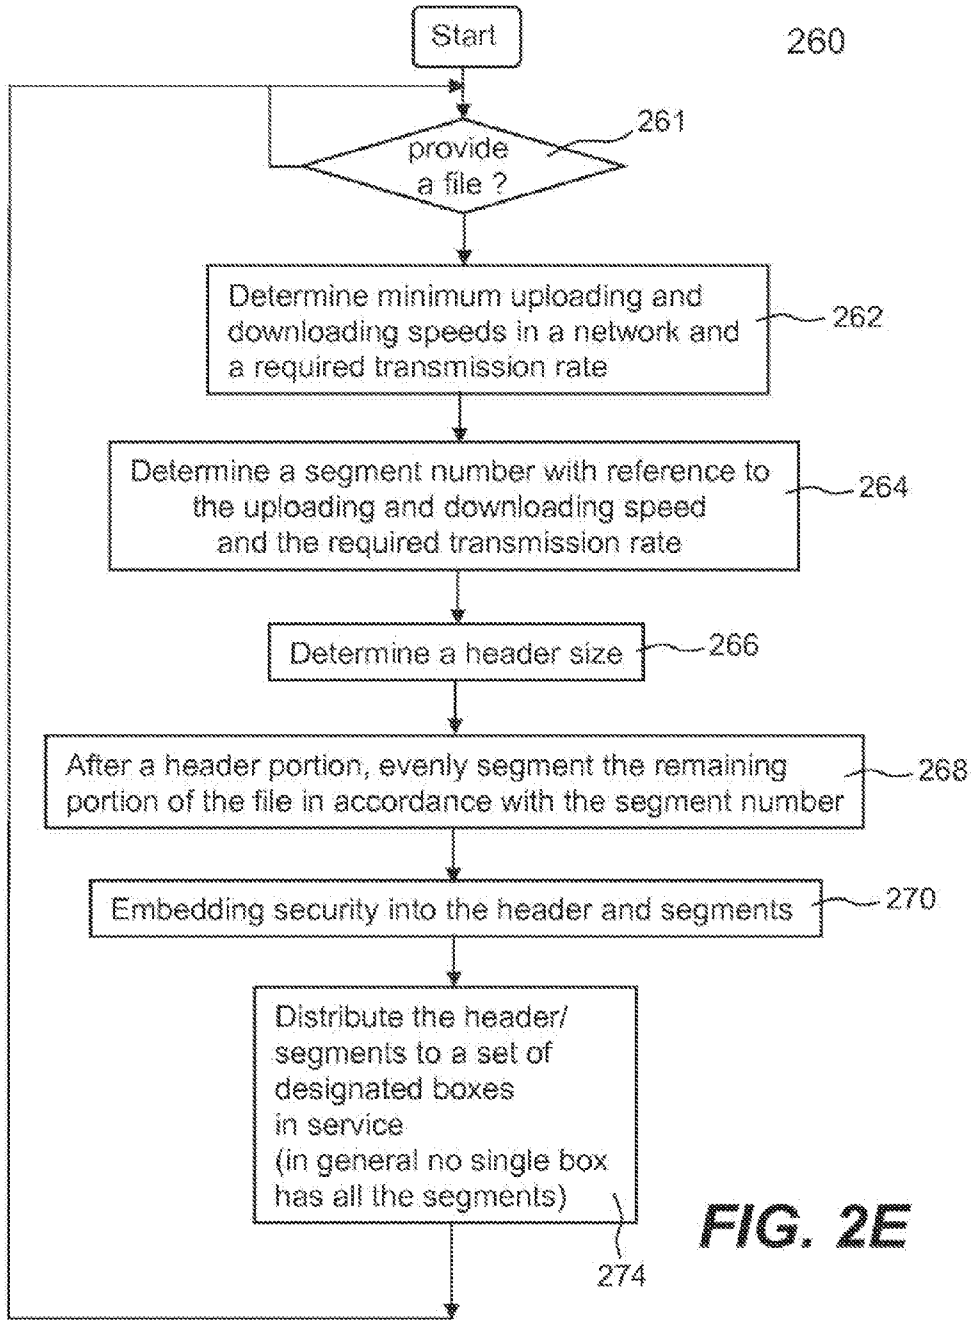 Start
260
261
provide
a file ?
Determine minimum uploading and
downloading speeds in a network and
a required transmission rate
262
Determine a segment number with reference to
the uploading and downloading speed
and the required transmission rate
264
Determine a header size
266
After a header portion, evenly segment the remaining
portion of the file in accordance with the segment number
268
Embedding security into the header and segments
270
Distribute the header/
segments to a set of
designated boxes
in service
(in general no single box
has all the segments)
274
FIG. 2E